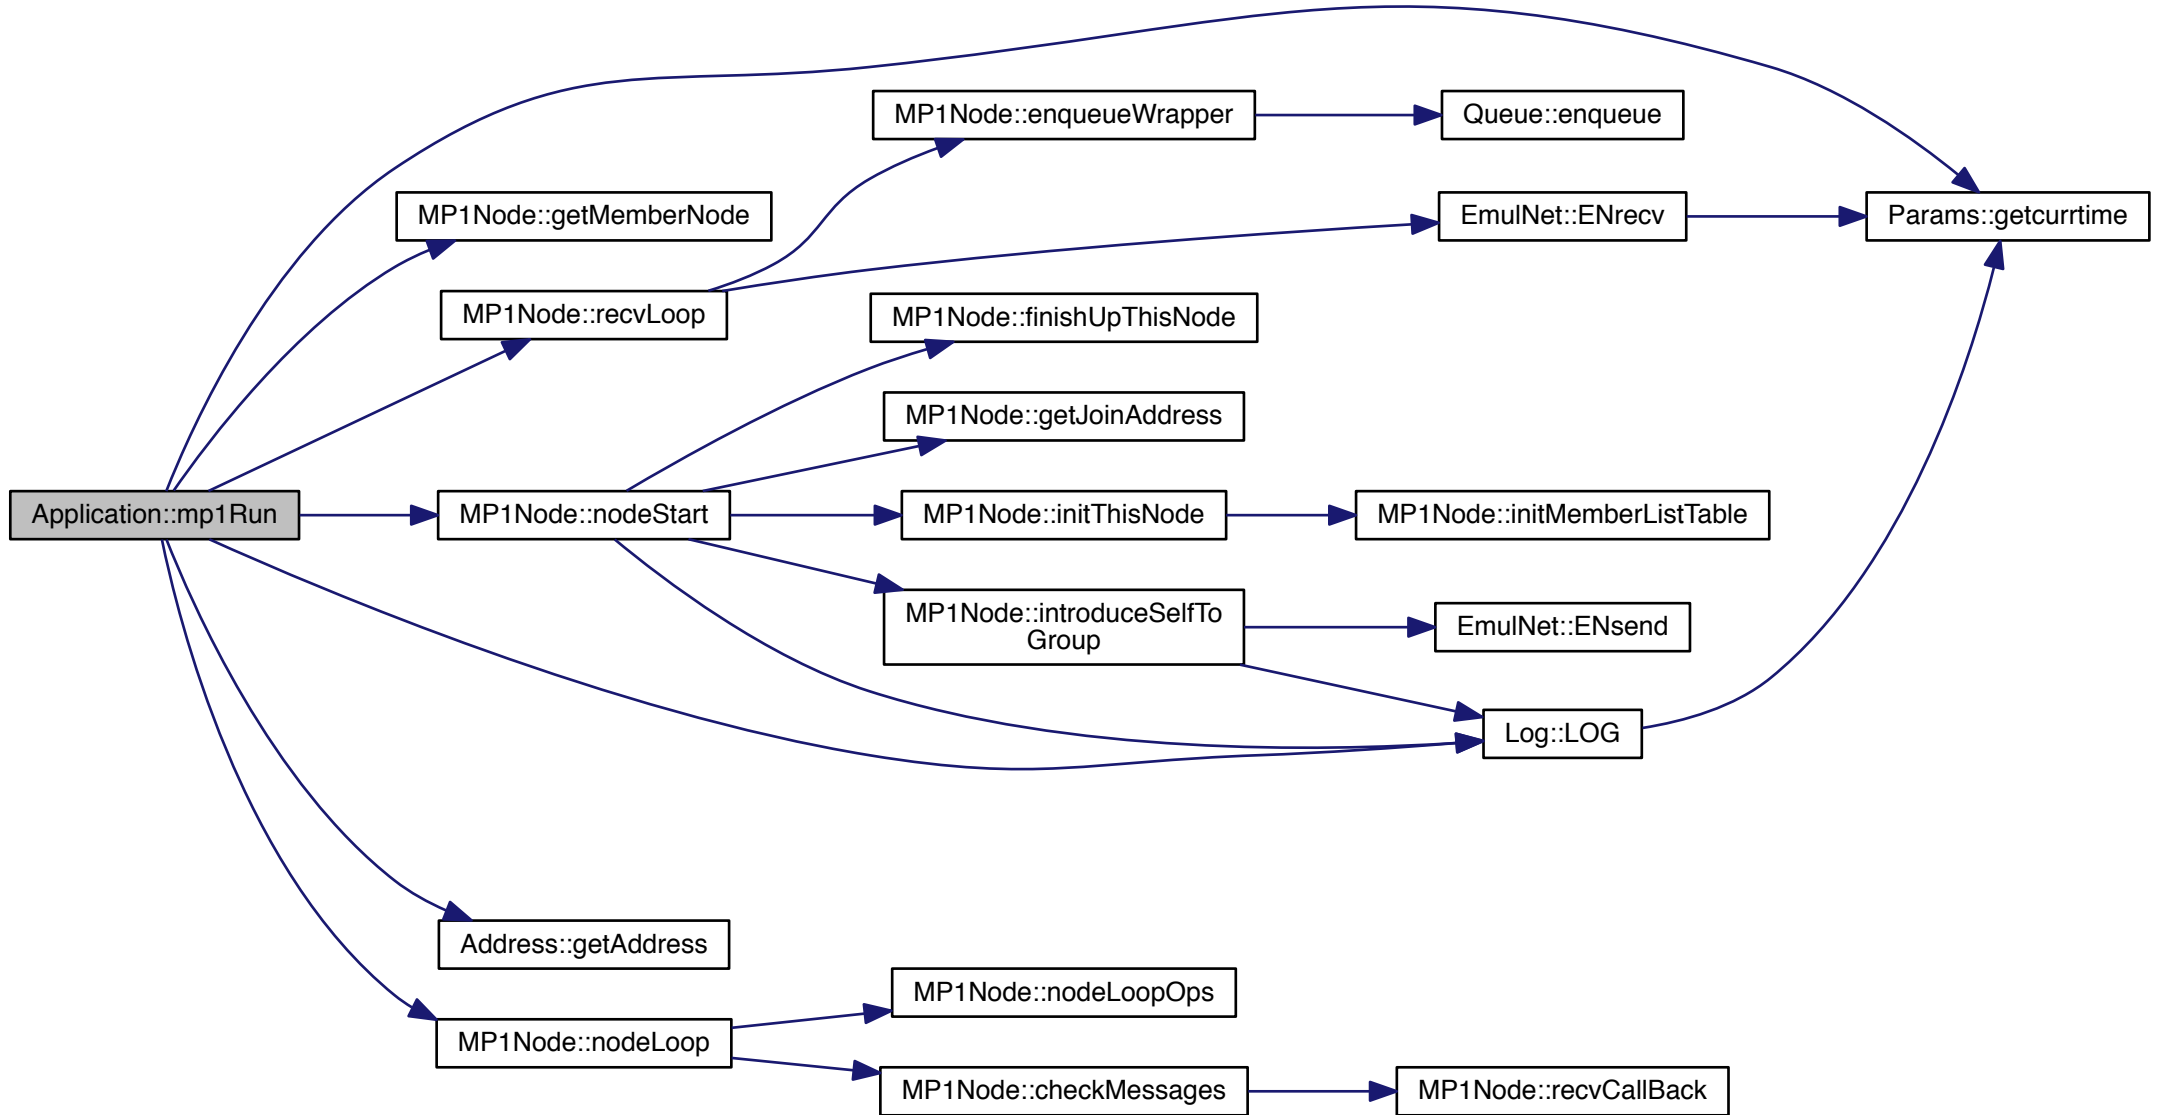 MP1Node::enqueueWrapper
Queue::enqueue
MP1Node::getMemberNode
EmulNet::ENrecv
Params::getcurrtime
MP1Node::recvLoop
MP1Node::finishUpThisNode
MP1Node::getJoinAddress
Application::mp1Run
MP1Node::nodeStart
MP1Node::initThisNode
MP1Node::initMemberListTable
MP1Node::introduceSelfTo
Group
EmulNet::ENsend
Log::LOG
Address::getAddress
MP1Node::nodeLoopOps
MP1Node::nodeLoop
MP1Node::checkMessages
MP1Node::recvCallBack